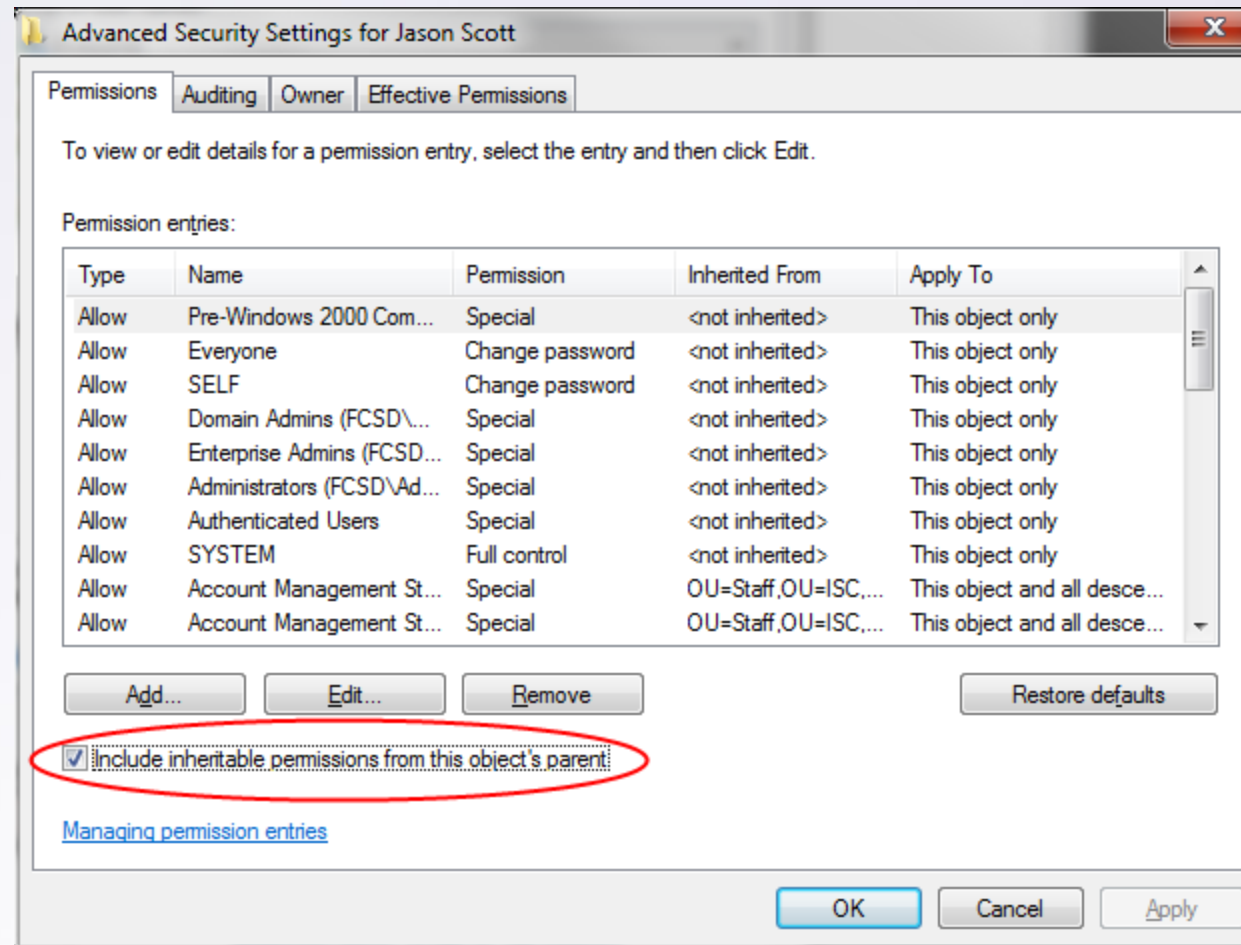 Advanced Security Settings for Jason Scott
Permissions Auditing Owner Effective Permissions
To view or edit details for a permission entry, select the entry and then click Edit.
Permission entries:
Type Name Permission Inherited From Apply To
Allow Pre-Windows 2000 Com... Special <not inherited> This object only
Allow Everyone Change password <not inherited> This object only
Allow SELF Change password <not inherited> This object only
Allow Domain Admins (FCSD\... Special <not inherited> This object only
Allow Enterprise Admins (FCSD... Special <not inherited> This object only
Allow Administrators (FCSD\Ad... Special <not inherited> This object only
Allow Authenticated Users Special <not inherited> This object only
Allow SYSTEM Full control <not inherited> This object only
Allow Account Management St... Special OU=Staff,OU=ISC,... This object and all desce...
Allow Account Management St... Special OU=Staff,OU=ISC,... This object and all desce...
Add... Edit... Remove Restore defaults
Include inheritable permissions from this object's parent
Managing permission entries
OK Cancel Apply